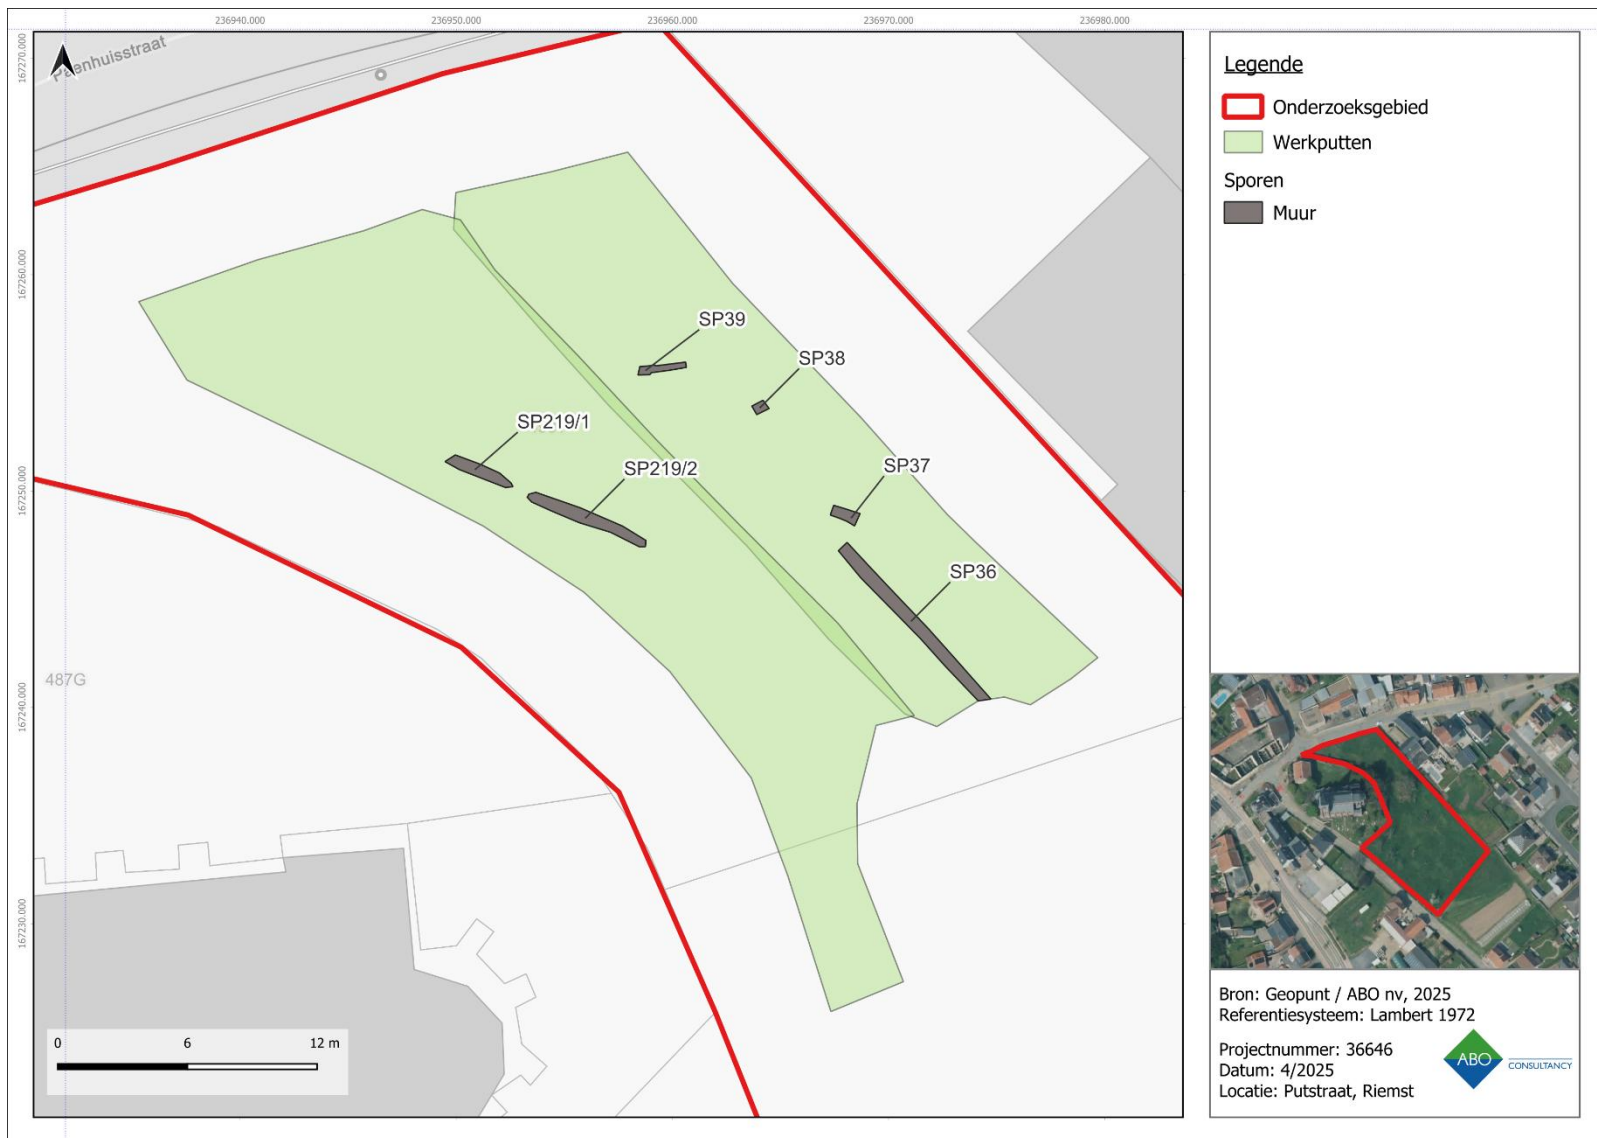 236940.000
236950.000
236960.000
236970.000
236980.000
167270.000
167260.000
167250.000
167240.000
167230.000
Paenhuisstraat
SP39
SP38
SP219/1
SP219/2
SP37
SP36
487G
0 6 12 m
Legende
Onderzoeksgebied
Werkputten
Sporen
Muur
Bron: Geopunt / ABO nv, 2025
Referentiesysteem: Lambert 1972
Projectnummer: 36646
Datum: 4/2025
Locatie: Putstraat, Riemst
ABO
CONSULTANCY